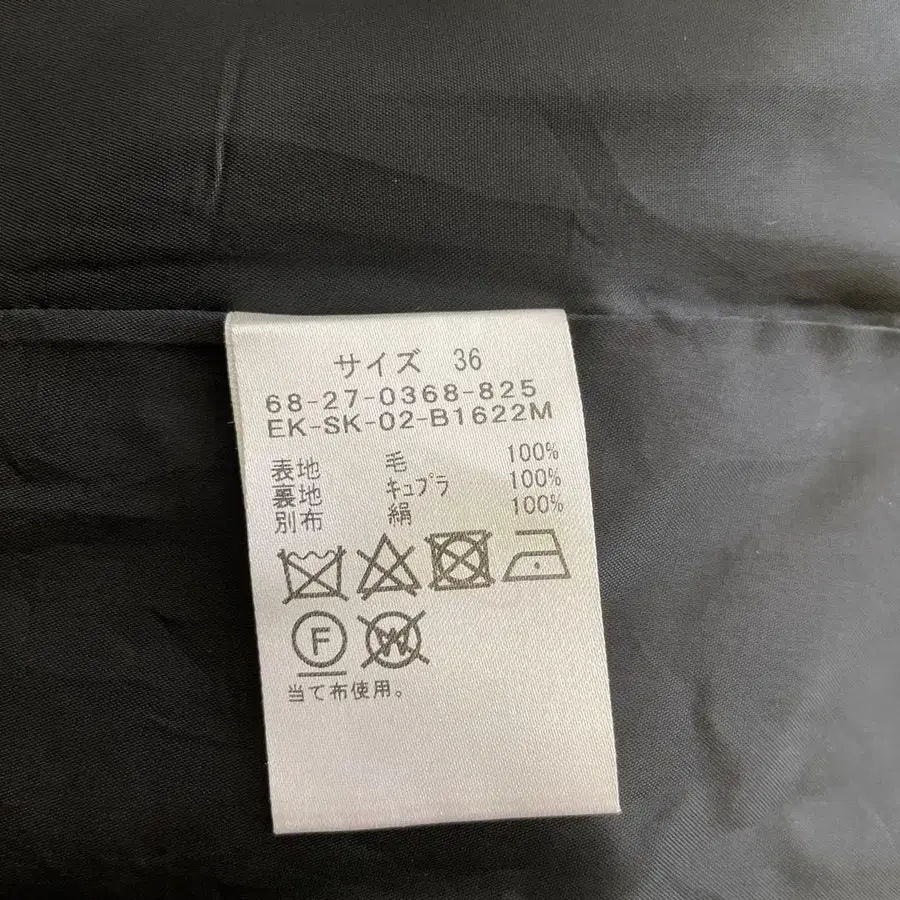 サイズ 36
68-27-0368-825
EK-SK-02-B1622M
表地 毛 100%
裏地 キュプラ 100%
別布 絹 100%
F W
当て布使用。